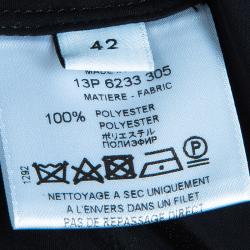 42
MADE
13P 6233 305
MATIERE - FABRIC
100% POLYESTER
POLYESTER
ポリエステル
ПОЛИЭФИР
1292
NETTOYAGE A SEC UNIQUEMENT
A L'ENVERS DANS UN FILET
PAS DE REPASSAGE DIRECT